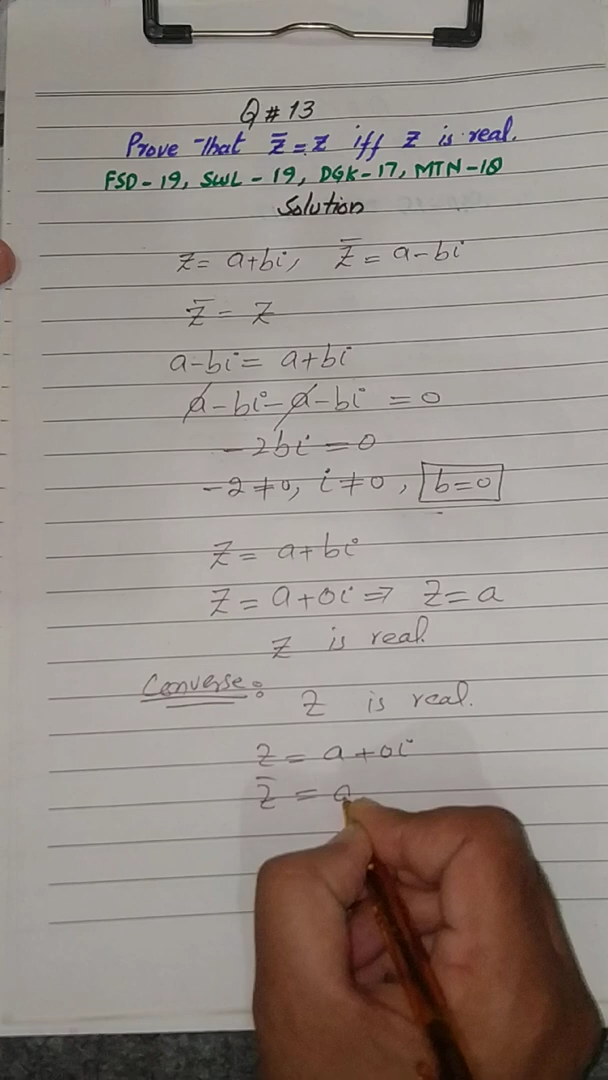 Q # 13
Prove That z̅ = z iff z is real.
FSD-19, SWL-19, DGK-17, MTN-18
Solution
z = a+bi, z̅ = a-bi
z̅ = z
a-bi = a+bi
a-bi-a-bi = 0
-2bi = 0
-2≠0, i≠0, b=0
z = a+bi
z = a+0i ⇒ z=a
z is real.
Converse: z is real.
z = a+0i
z̅ = a